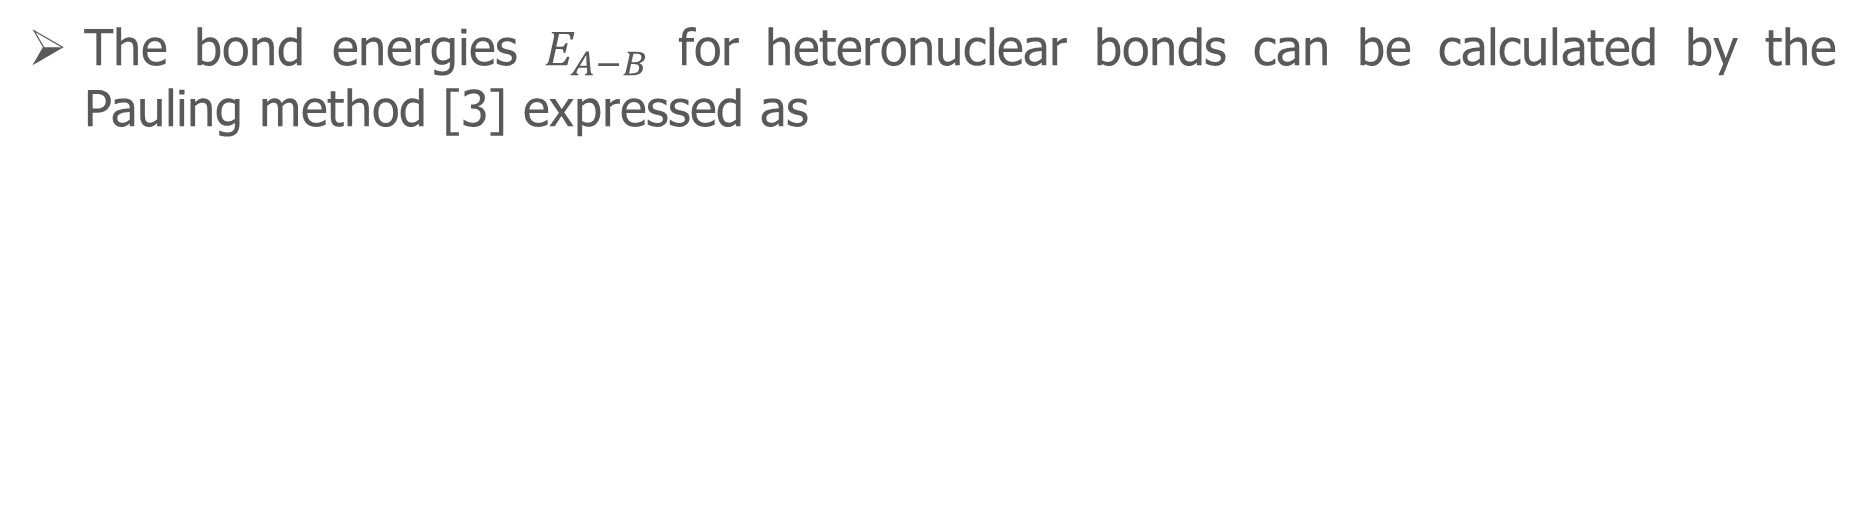 ➢ The bond energies $E_{A-B}$ for heteronuclear bonds can be calculated by the
Pauling method [3] expressed as